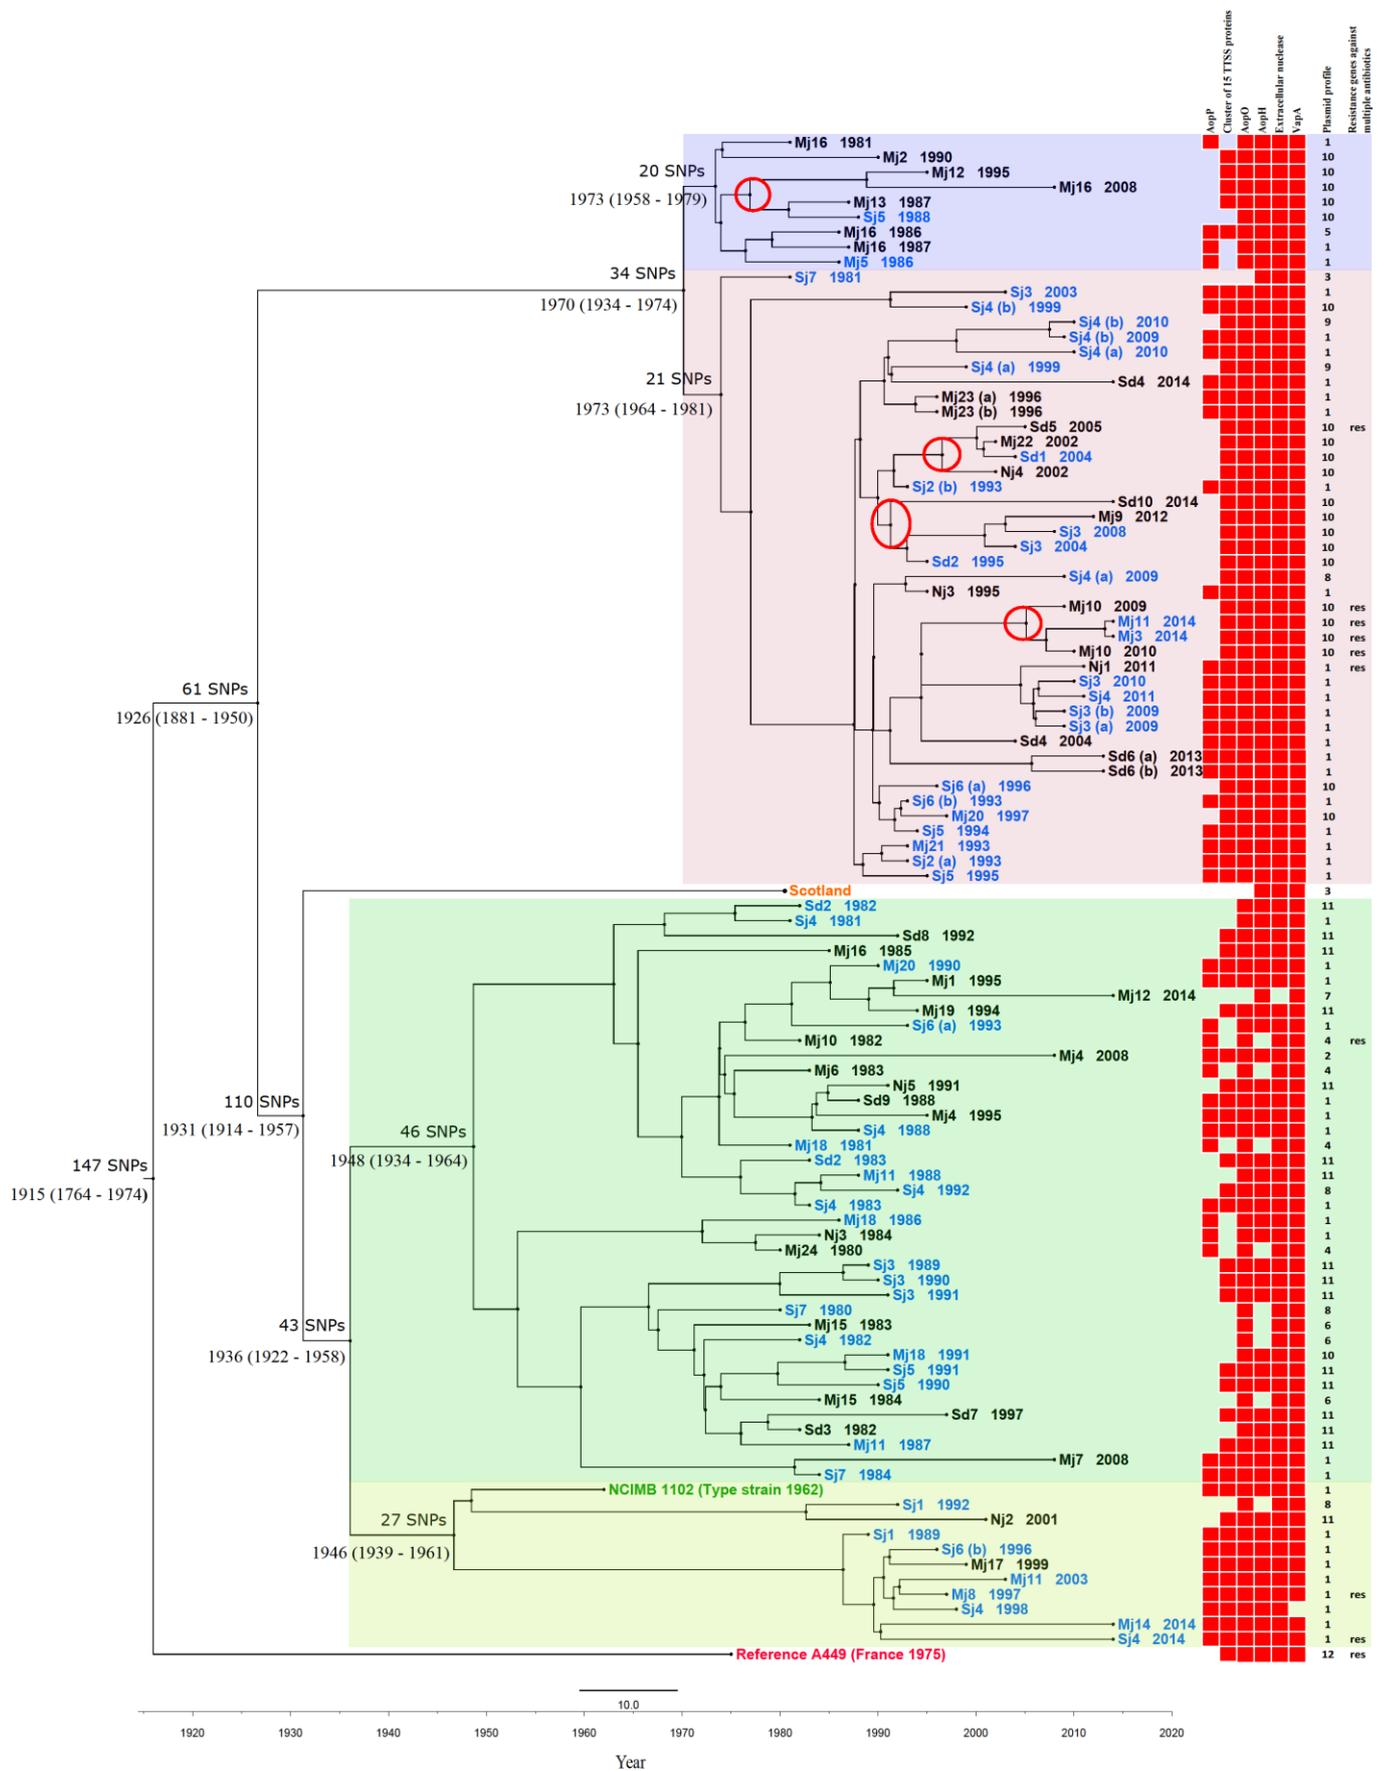 AopP
Cluster of 15 TTSS proteins
AopO
AopH
Extracellular nuclease
VapA
Plasmid profile
Resistance genes against
multiple antibiotics
Mj16 1981 1
Mj2 1990 10
20 SNPs
Mj12 1995 10
Mj16 2008 10
1973 (1958 - 1979)
Mj13 1987 10
Sj5 1988 10
Mj16 1986 5
Mj16 1987 1
Mj5 1986 1
34 SNPs
Sj7 1981 3
Sj3 2003 1
1970 (1934 - 1974)
Sj4 (b) 1999 10
Sj4 (b) 2010 9
Sj4 (b) 2009 1
Sj4 (a) 2010 1
Sj4 (a) 1999 9
21 SNPs
Sd4 2014 1
Mj23 (a) 1996 1
1973 (1964 - 1981)
Mj23 (b) 1996 1
Sd5 2005 10 res
Mj22 2002 10
Sd1 2004 10
Nj4 2002 10
Sj2 (b) 1993 1
Sd10 2014 10
Mj9 2012 10
Sj3 2008 10
Sj3 2004 10
Sd2 1995 10
Sj4 (a) 2009 8
Nj3 1995 1
Mj10 2009 10 res
Mj11 2014 10 res
Mj3 2014 10 res
Mj10 2010 10 res
Nj1 2011 1 res
Sj3 2010 1
61 SNPs
Sj4 2011 1
Sj3 (b) 2009 1
1926 (1881 - 1950)
Sj3 (a) 2009 1
Sd4 2004 1
Sd6 (a) 2013 1
Sd6 (b) 2013 1
Sj6 (a) 1996 10
Sj6 (b) 1993 1
Mj20 1997 10
Sj5 1994 1
Mj21 1993 1
Sj2 (a) 1993 1
Sj5 1995 1
Scotland 3
Sd2 1982 11
Sj4 1981 1
Sd8 1992 11
Mj16 1985 11
Mj20 1990 1
Mj1 1995 1
Mj12 2014 7
Mj19 1994 11
Sj6 (a) 1993 1
Mj10 1982 4 res
Mj4 2008 2
Mj6 1983 4
Nj5 1991 11
110 SNPs
Sd9 1988 1
Mj4 1995 1
1931 (1914 - 1957)
46 SNPs
Sj4 1988 1
Mj18 1981 4
1948 (1934 - 1964)
Sd2 1983 11
147 SNPs
Mj11 1988 11
1915 (1764 - 1974)
Sj4 1992 8
Sj4 1983 1
Mj18 1986 1
Nj3 1984 1
Mj24 1980 4
Sj3 1989 11
Sj3 1990 11
Sj3 1991 11
Sj7 1980 8
43 SNPs
Mj15 1983 6
Sj4 1982 6
1936 (1922 - 1958)
Mj18 1991 10
Sj5 1991 11
Sj5 1990 11
Mj15 1984 6
Sd7 1997 11
Sd3 1982 11
Mj11 1987 11
Mj7 2008 1
Sj7 1984 1
NCIMB 1102 (Type strain 1962) 1
Sj1 1992 8
27 SNPs
Nj2 2001 11
Sj1 1989 1
1946 (1939 - 1961)
Sj6 (b) 1996 1
Mj17 1999 1
Mj11 2003 1
Mj8 1997 1 res
Sj4 1998 1
Mj14 2014 1
Sj4 2014 1 res
Reference A449 (France 1975) 12 res
10.0
1920 1930 1940 1950 1960 1970 1980 1990 2000 2010 2020
Year